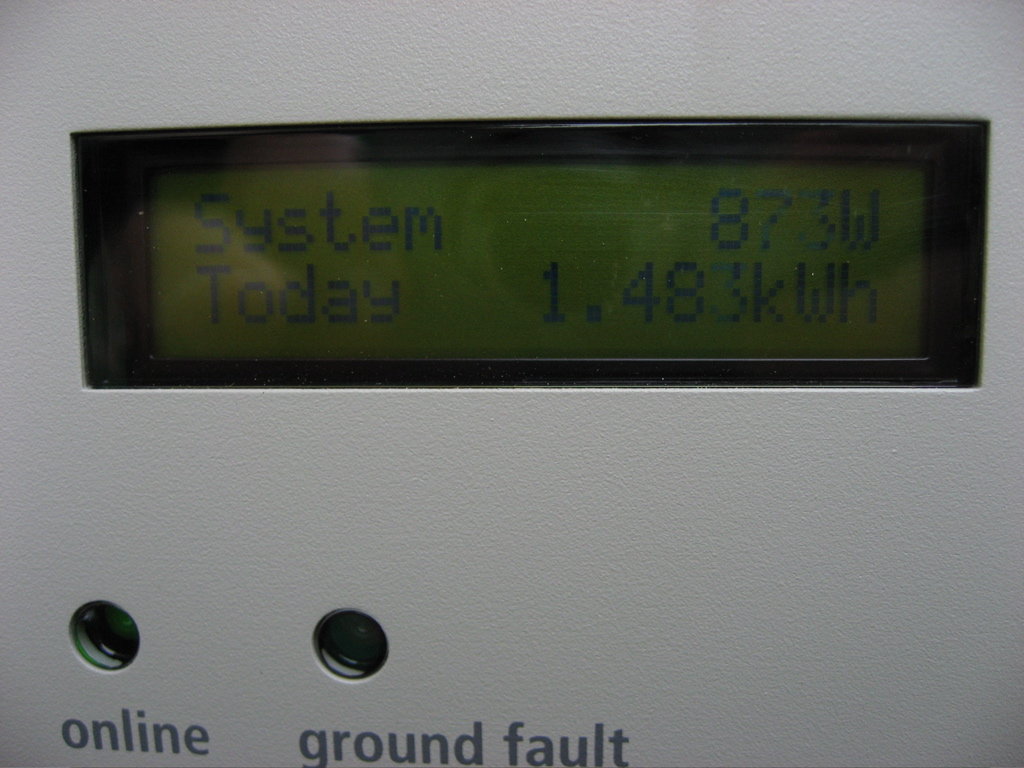 System 873W
Today 1.483kWh
online ground fault